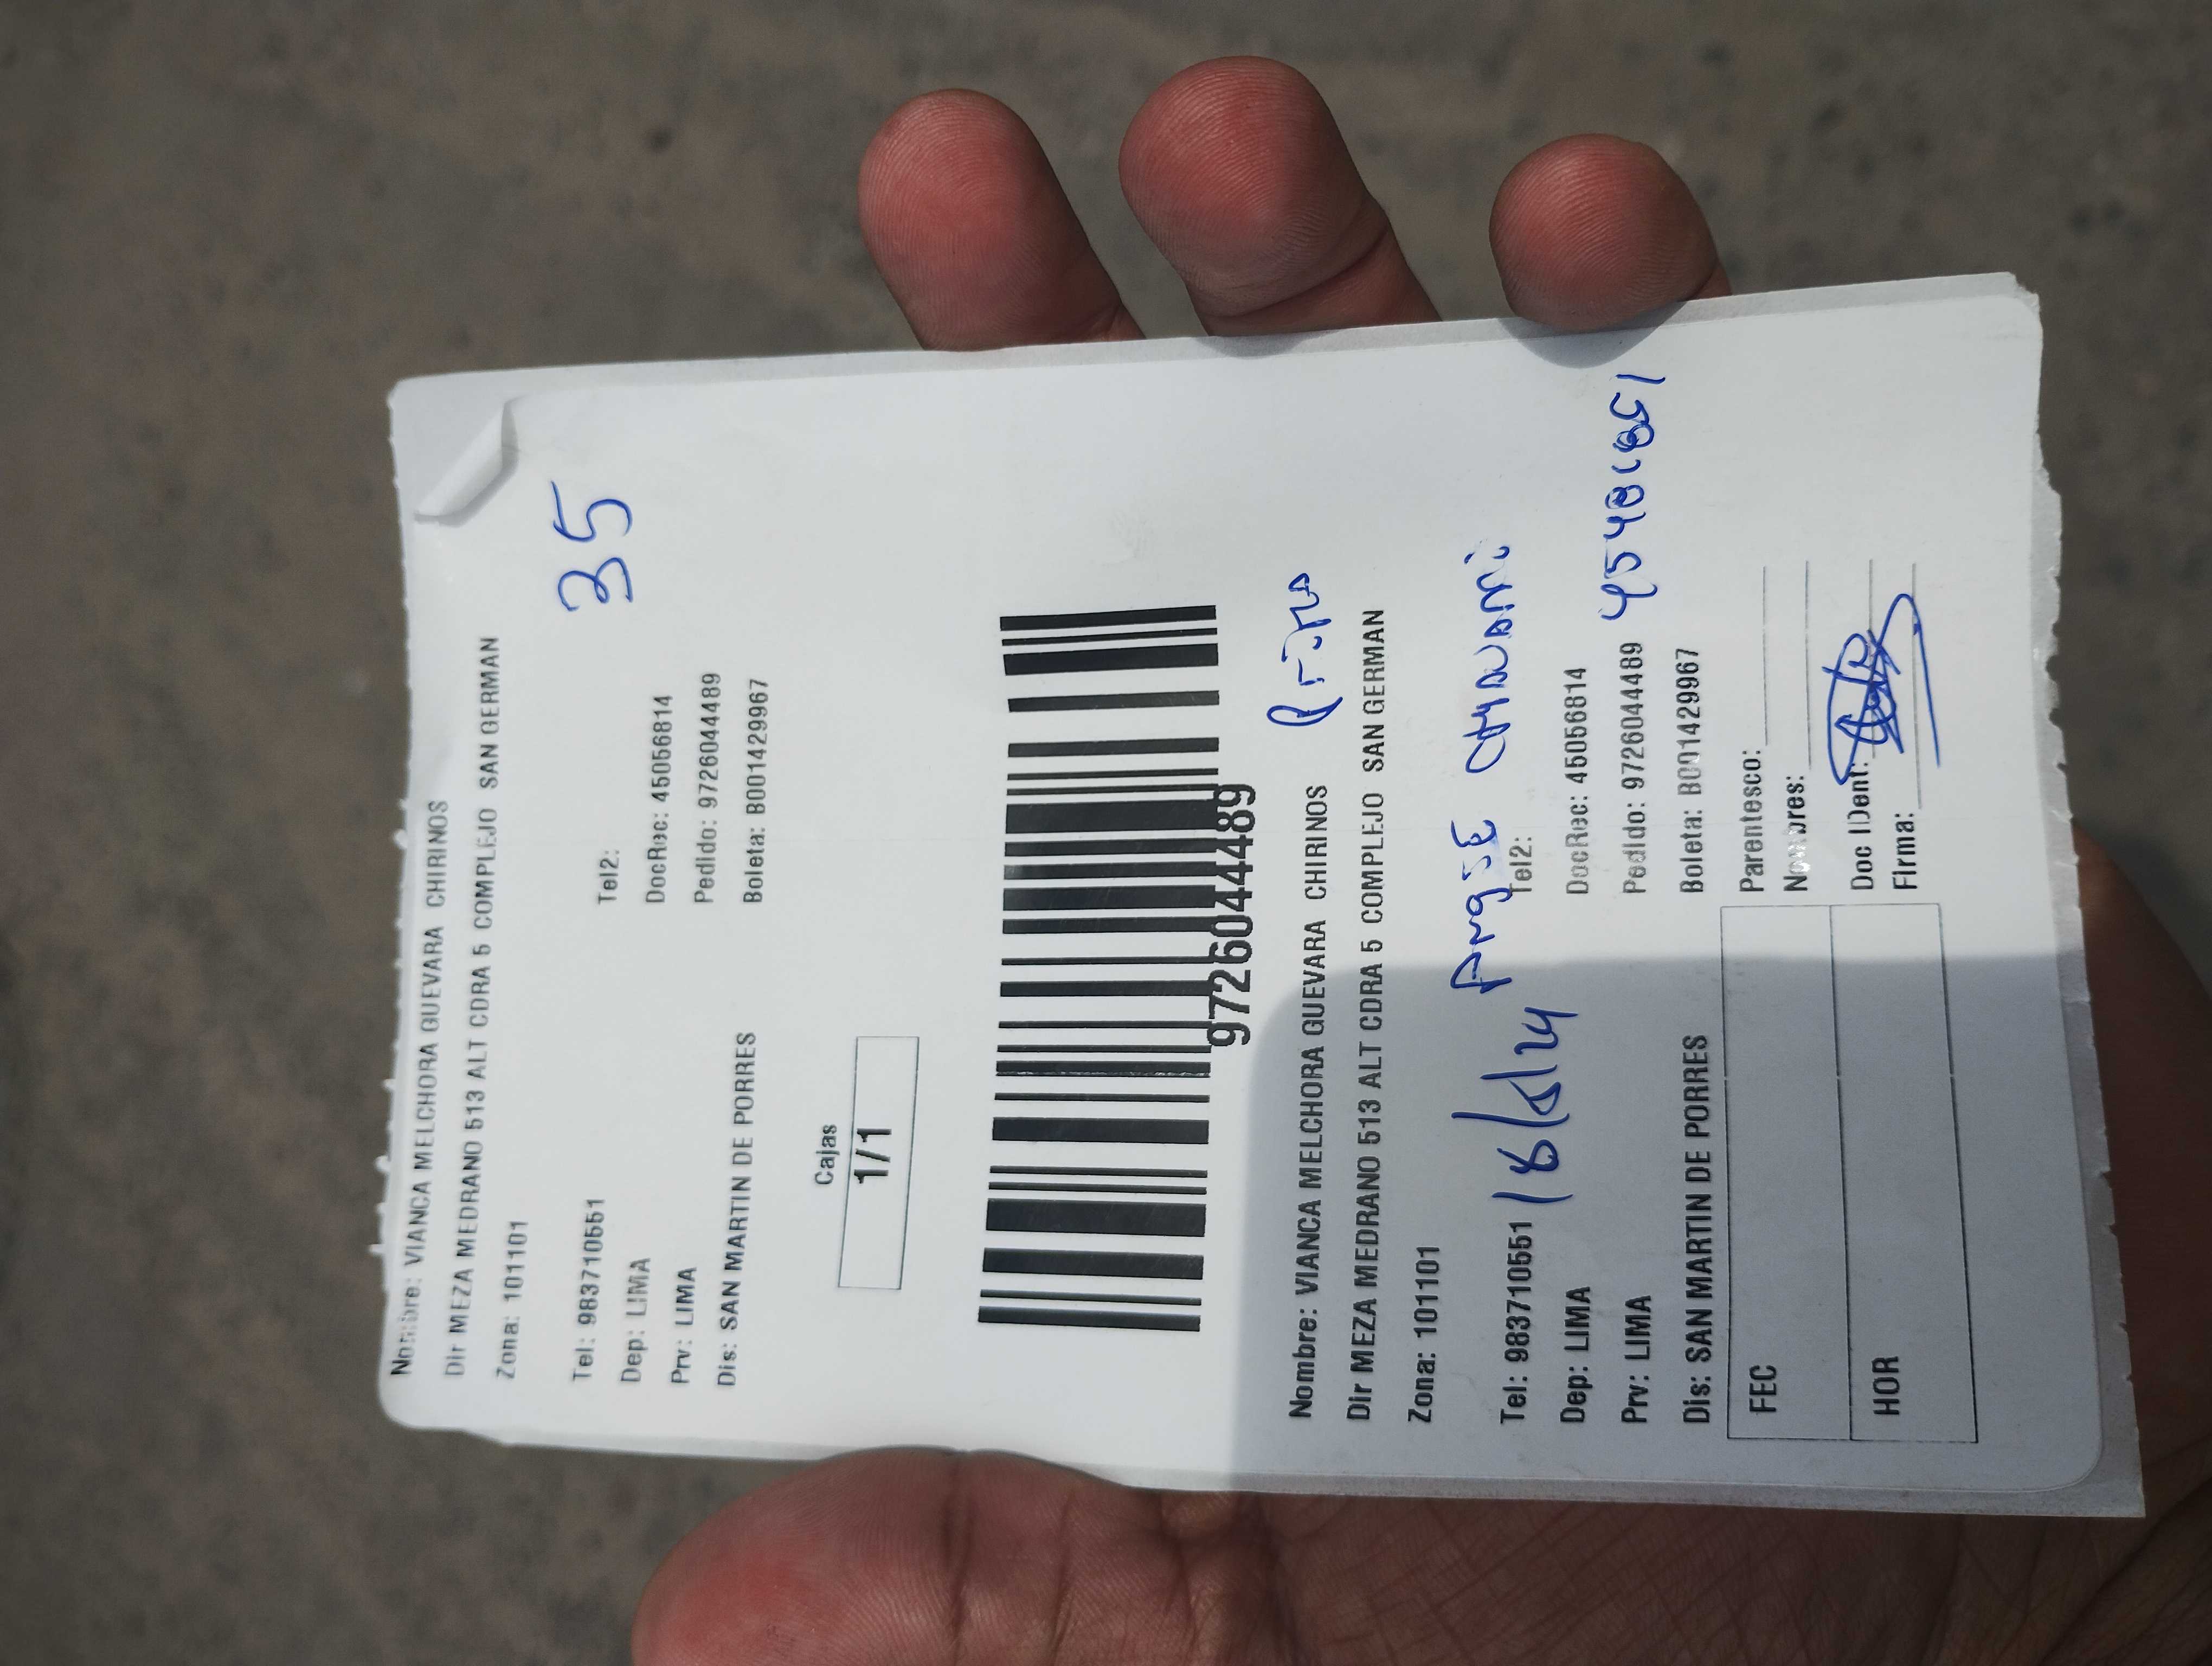 Nombre: VIANCA MELCHORA GUEVARA CHIRINOS
Dir MEZA MEDRANO 513 ALT CDRA 5 COMPLEJO SAN GERMAN
Zona: 101101
35
Tel: 983710551 Tel2:
Dep: LIMA DocRec: 45056814
Prv: LIMA Pedido: 9726044489
Dis: SAN MARTIN DE PORRES Boleta: B001429967
Cajas
1/1
9726044489
Nombre: VIANCA MELCHORA GUEVARA CHIRINOS
Dir MEZA MEDRANO 513 ALT CDRA 5 COMPLEJO SAN GERMAN
Zona: 101101
Tel: 983710551 Tel2:
Dep: LIMA DocRec: 45056814
Prv: LIMA Pedido: 9726044489
Dis: SAN MARTIN DE PORRES Boleta: B001429967
FEC Parentesco:
Nombres:
HOR Doc IDent:
Firma: